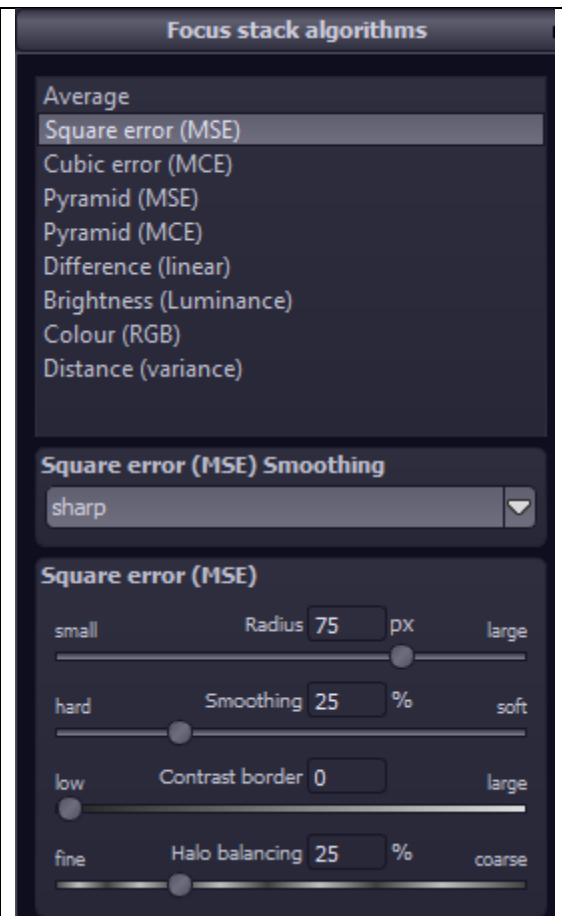 Focus stack algorithms
Average
Square error (MSE)
Cubic error (MCE)
Pyramid (MSE)
Pyramid (MCE)
Difference (linear)
Brightness (Luminance)
Colour (RGB)
Distance (variance)
Square error (MSE) Smoothing
sharp
Square error (MSE)
small Radius 75 px large
hard Smoothing 25 % soft
low Contrast border 0 large
fine Halo balancing 25 % coarse